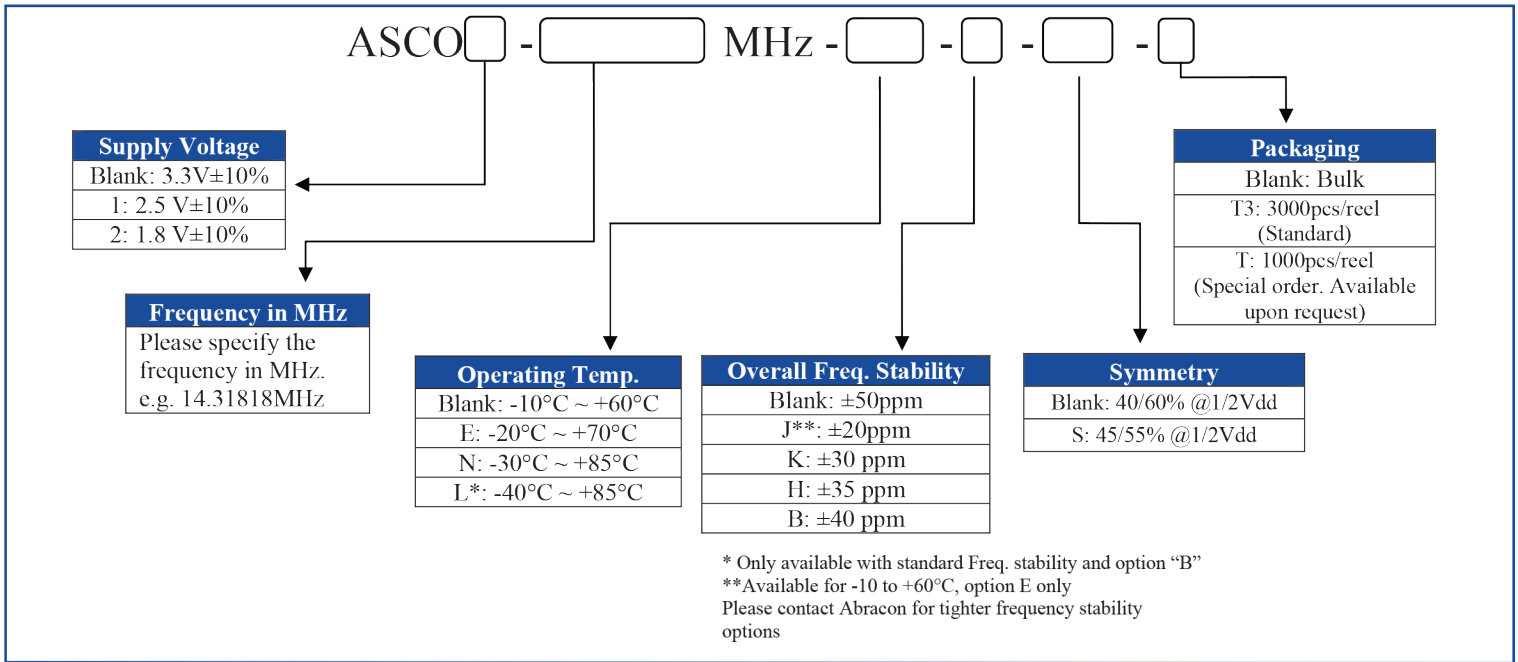 ASCO - MHz - - - -
Supply Voltage
Blank: 3.3V±10%
1: 2.5 V±10%
2: 1.8 V±10%
Frequency in MHz
Please specify the
frequency in MHz.
e.g. 14.31818MHz
Operating Temp.
Blank: -10°C ~ +60°C
E: -20°C ~ +70°C
N: -30°C ~ +85°C
L*: -40°C ~ +85°C
Overall Freq. Stability
Blank: ±50ppm
J**: ±20ppm
K: ±30 ppm
H: ±35 ppm
B: ±40 ppm
Symmetry
Blank: 40/60% @1/2Vdd
S: 45/55% @1/2Vdd
Packaging
Blank: Bulk
T3: 3000pcs/reel
(Standard)
T: 1000pcs/reel
(Special order. Available
upon request)
* Only available with standard Freq. stability and option “B”
**Available for -10 to +60°C, option E only
Please contact Abracon for tighter frequency stability
options